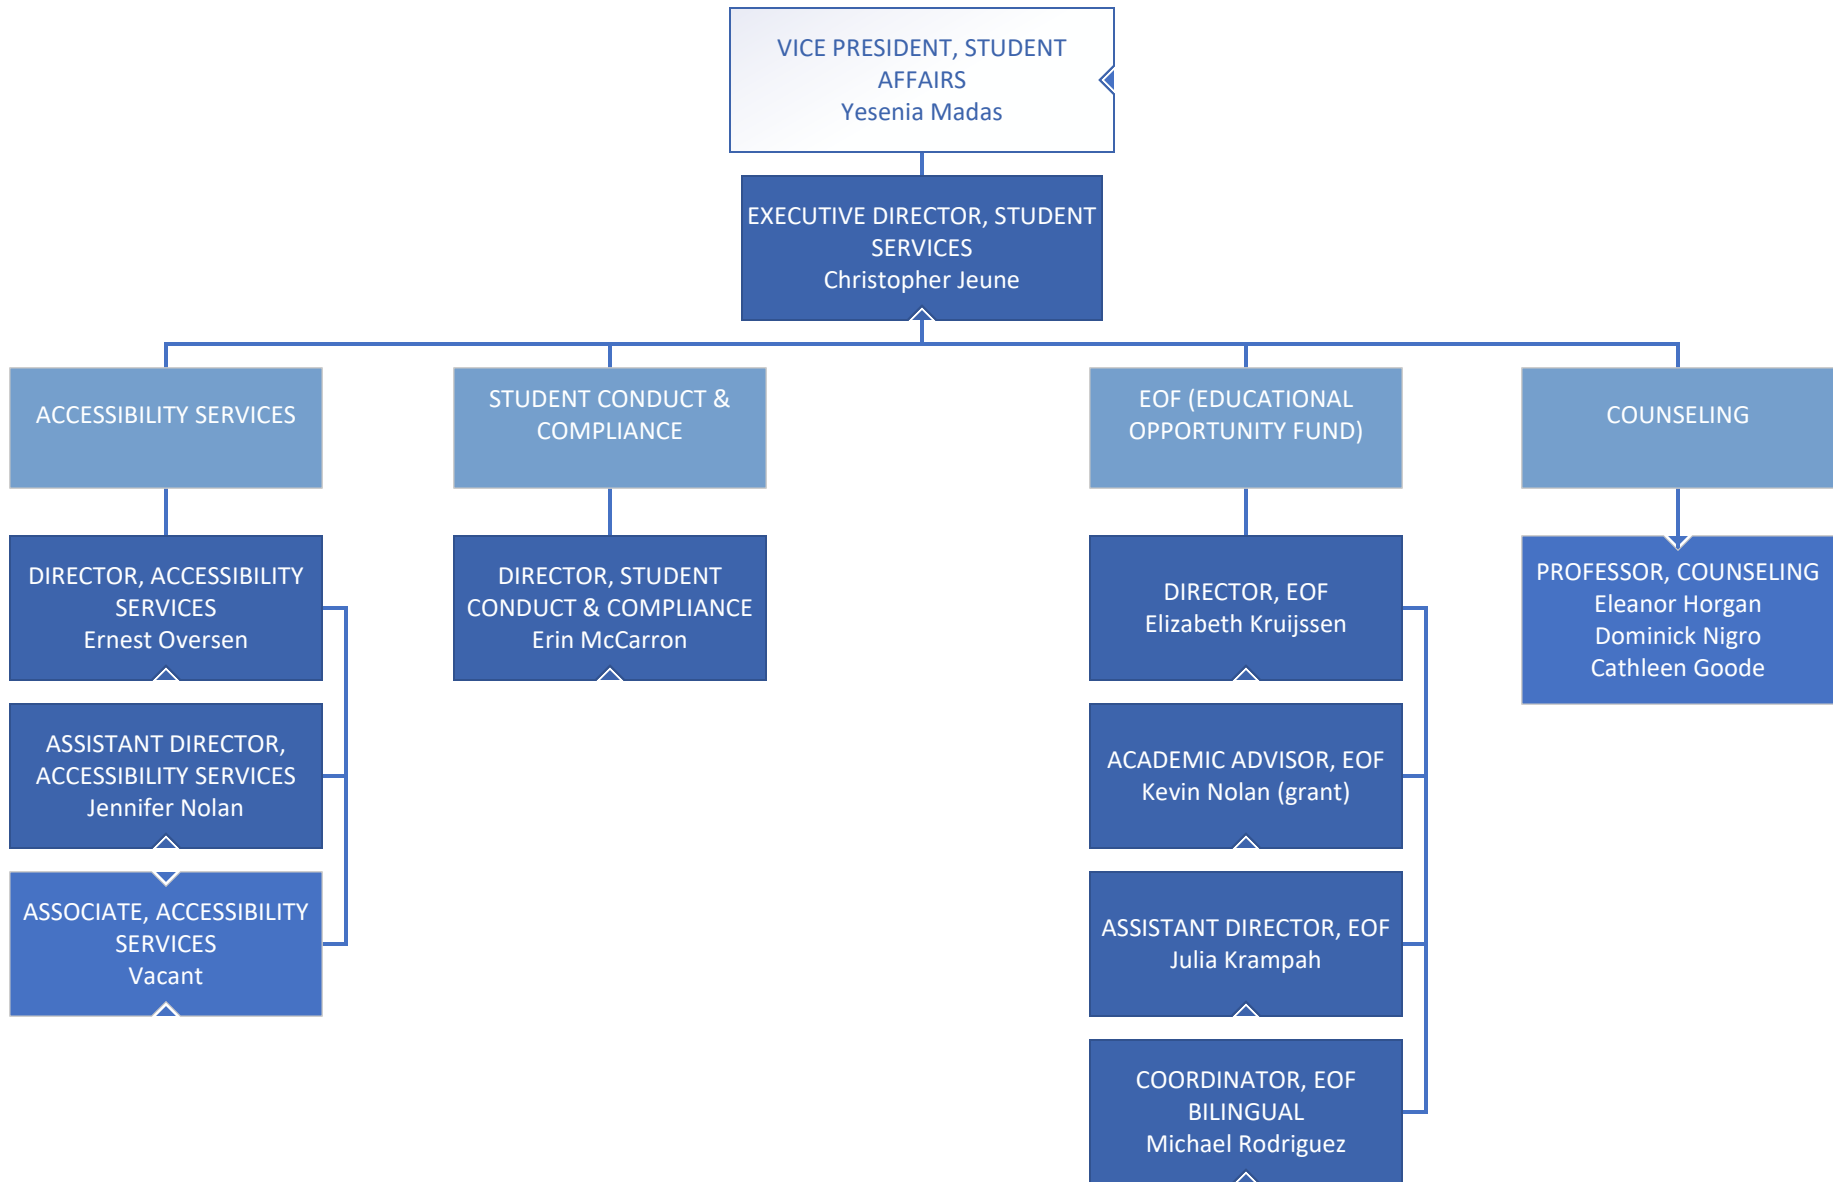 VICE PRESIDENT, STUDENT
AFFAIRS
Yesenia Madas
EXECUTIVE DIRECTOR, STUDENT
SERVICES
Christopher Jeune
ACCESSIBILITY SERVICES
STUDENT CONDUCT &
COMPLIANCE
EOF (EDUCATIONAL
OPPORTUNITY FUND)
COUNSELING
DIRECTOR, ACCESSIBILITY
SERVICES
Ernest Oversen
DIRECTOR, STUDENT
CONDUCT & COMPLIANCE
Erin McCarron
DIRECTOR, EOF
Elizabeth Kruijssen
PROFESSOR, COUNSELING
Eleanor Horgan
Dominick Nigro
Cathleen Goode
ASSISTANT DIRECTOR,
ACCESSIBILITY SERVICES
Jennifer Nolan
ACADEMIC ADVISOR, EOF
Kevin Nolan (grant)
ASSOCIATE, ACCESSIBILITY
SERVICES
Vacant
ASSISTANT DIRECTOR, EOF
Julia Krampah
COORDINATOR, EOF
BILINGUAL
Michael Rodriguez